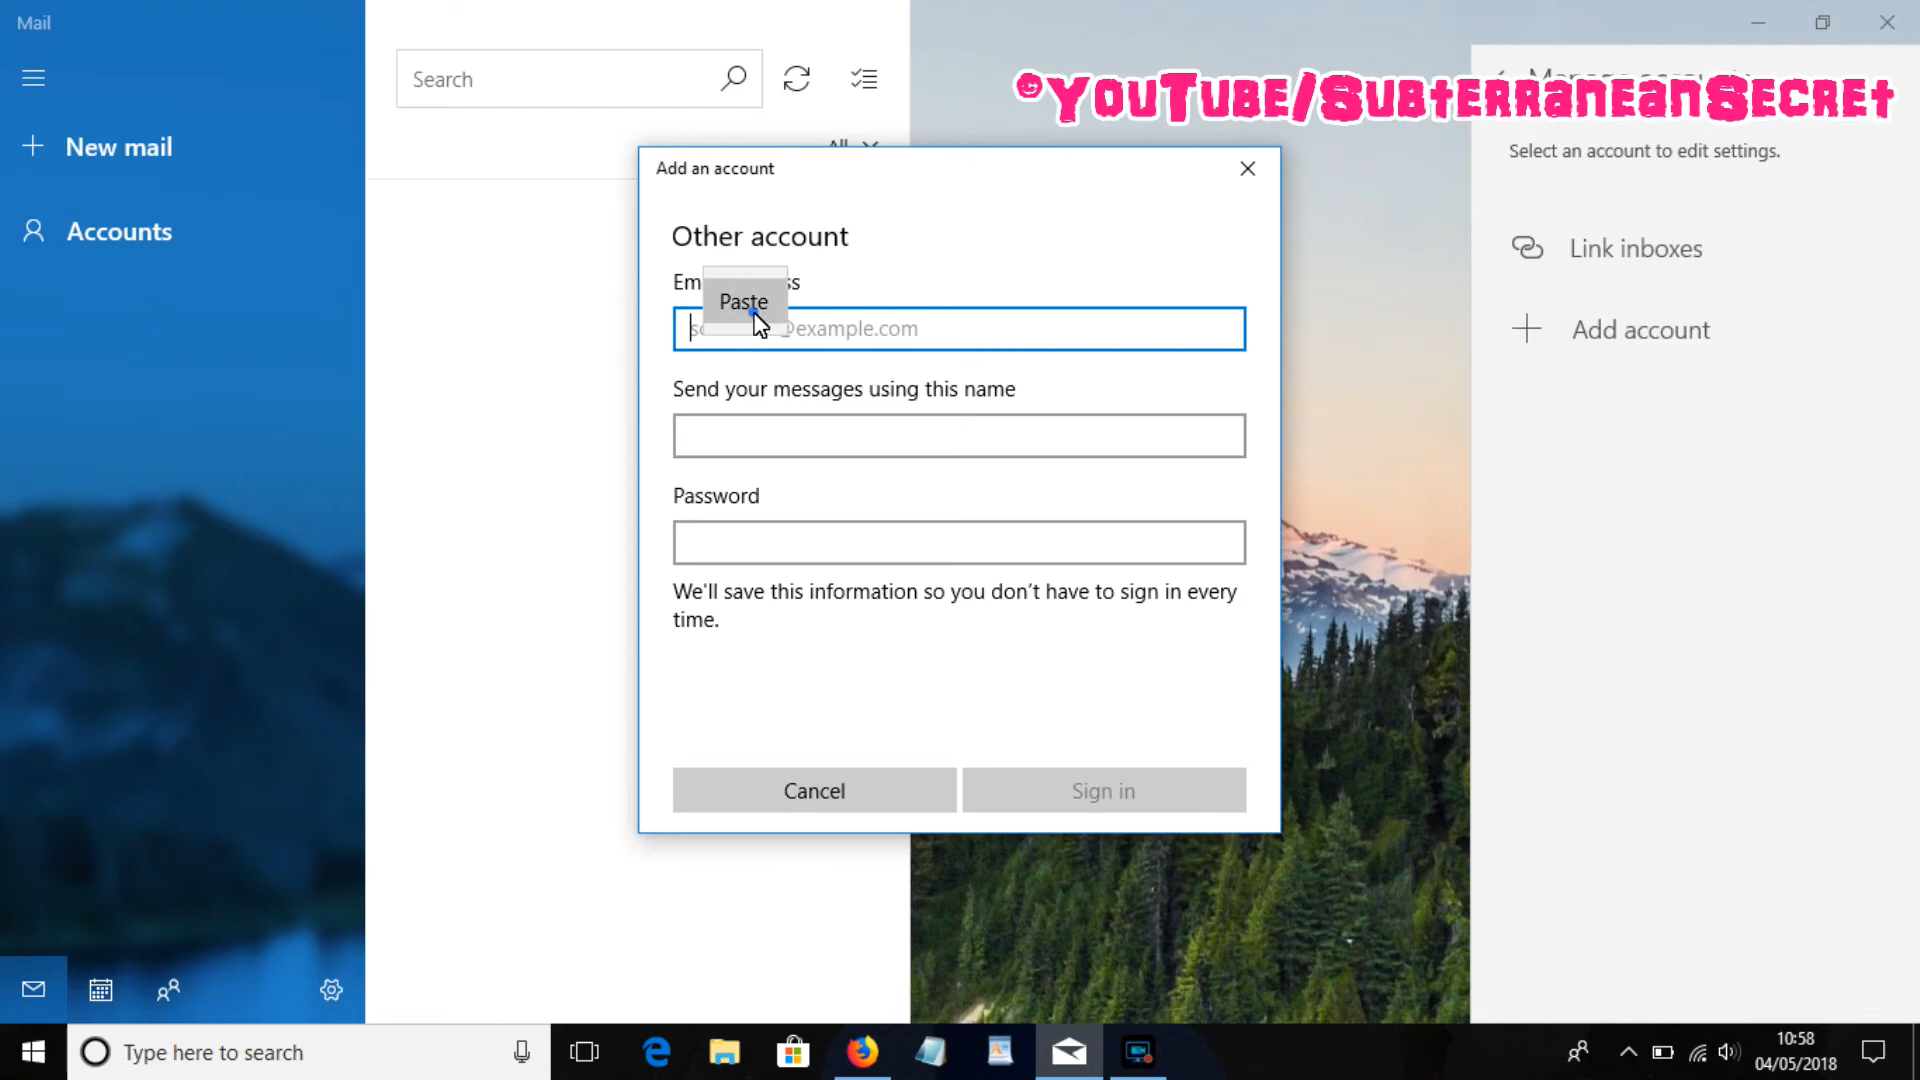 Mail
Search
©YouTube/SubterraneanSecret
New mail
Accounts
All
Add an account
Other account
Paste
@example.com
Send your messages using this name
Password
We'll save this information so you don't have to sign in every
time.
Cancel
Sign in
Select an account to edit settings.
Link inboxes
Add account
Type here to search
10:58
04/05/2018